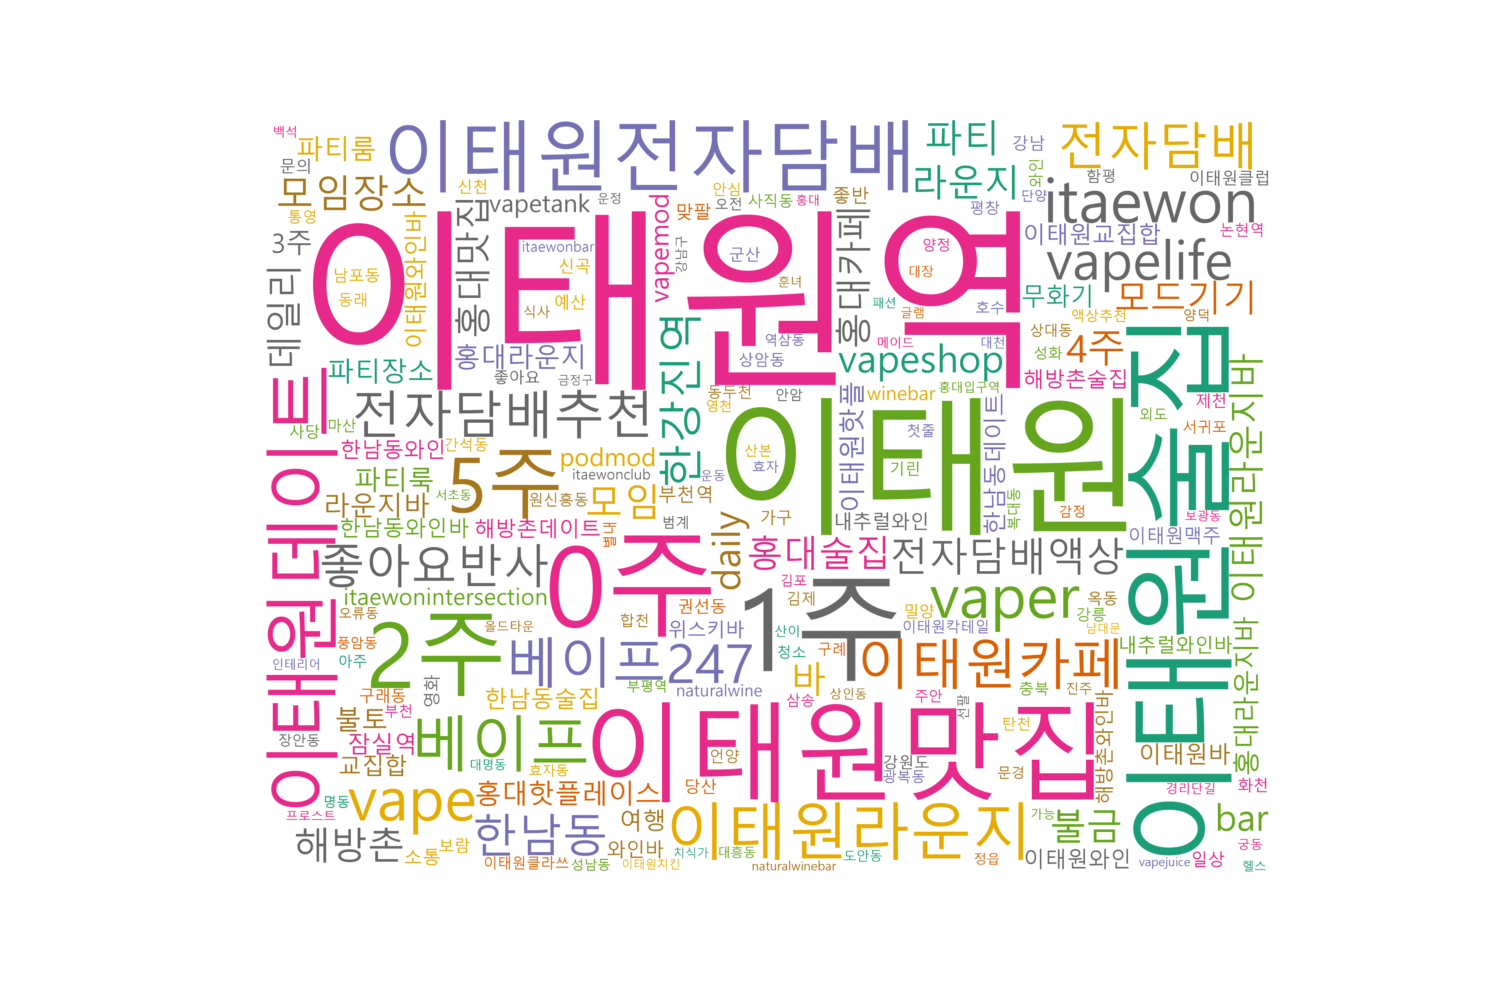 백석
파티룸
이태원전자담배
파티
강남
전자담배
문의
모임장소
신천
vapetank
운정
안심
오전
사직동
홍대
좋반
라운지
와인
단양
함평
이태원클럽
통영
맞팔
평창
itaewon
3주
이태원와인바
홍대맛집
itaewonbar
이태원역
vapemod
강남구
군산
홍대카페
양정
이태원교집합
논현역
남포동
신곡
대장
vapelife
동래
예산
식사
훈녀
패션
글램
호수
무화기
모드기기
데일리
액상추천
양덕
홍대라운지
한강진역
역삼동
메이드
대천
상대동
4주
상암동
vapeshop
성화
파티장소
좋아요
금정구
동두천
안암
winebar
홍대입구역
해방촌술집
제천
이태원데이트
전자담배추천
영천
이태원
이태원핫플
첫줄
한남동데이트
외도
서귀포
이태원술집
이태원라운지바
사당
마산
한남동와인
간석동
산본
효자
기린
파티룩
5주
podmod
itaewonclub
운동
서초동
원신흥동
모임
부천역
복대동
감정
보광동
라운지바
한남동와인바
해방촌데이트
별내
범계
가구
내추럴와인
이태원맥주
daily
홍대술집
전자담배액상
좋아요반사
0주
김포
1주
itaewonintersection
권선동
김제
밀양
vaper
옥동
강릉
오류동
2주
올드타운
합천
위스키바
산이
이태원칵테일
남대문
풍암동
청소
구례
내추럴와인바
인테리어
아주
베이프247
이태원카페
영화
한남동술집
부평역
naturalwine
바
상인동
충북
진주
구래동
부천
삼송
주안
선팔
해방촌와인바
홍대라운지바
불토
장안동
잠실역
베이프
이태원맛집
탄천
이태원바
교집합
대명동
효자동
언양
강원도
광복동
문경
명동
프로스트
vape
홍대핫플레이스
당산
경리단길
화천
해방촌
한남동
여행
이태원라운지
가능
불금
bar
소통
보람
와인바
궁동
이태원클라쓰
성남동
이태원치킨
치식가
대흥동
naturalwinebar
도안동
정읍
이태원와인
vapejuice
일상
헬스